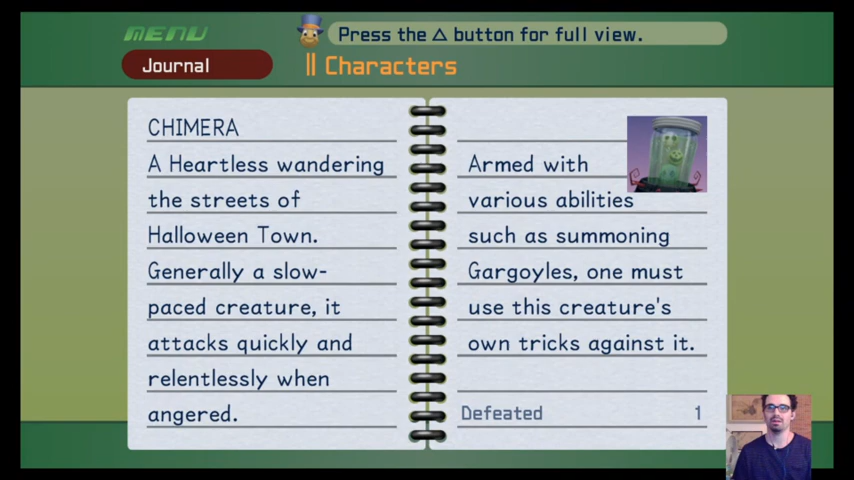 MENU
Press the △ button for full view.
Journal
Characters
CHIMERA
A Heartless wandering
the streets of
Halloween Town.
Generally a slow-
paced creature, it
attacks quickly and
relentlessly when
angered.
Armed with
various abilities
such as summoning
Gargoyles, one must
use this creature's
own tricks against it.
Defeated 1